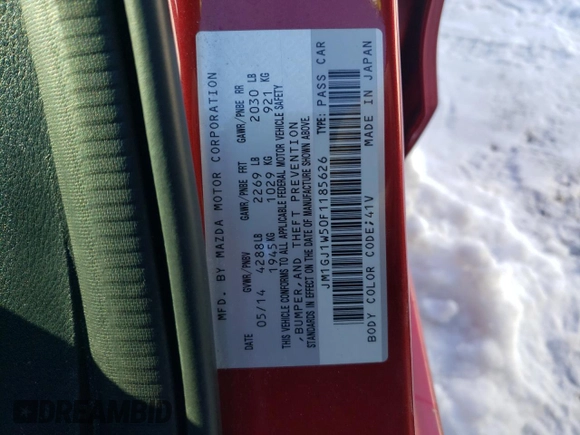 MFD. BY MAZDA MOTOR CORPORATION
DATE GVWR/PNBV GAWR/PNBE FRT GAWR/PNBE RR
05/14 4288LB 2269 LB 2030 LB
1945KG 1029 KG 921 KG
THIS VEHICLE CONFORMS TO ALL APPLICABLE FEDERAL MOTOR VEHICLE SAFETY
,BUMPER,AND THEFT PREVENTION
STANDARDS IN EFFECT ON THE DATE OF MANUFACTURE SHOWN ABOVE.
JM1GJ1W50F1185626 TYPE: PASS CAR
BODY COLOR CODE;41V MADE IN JAPAN
DREAMBID